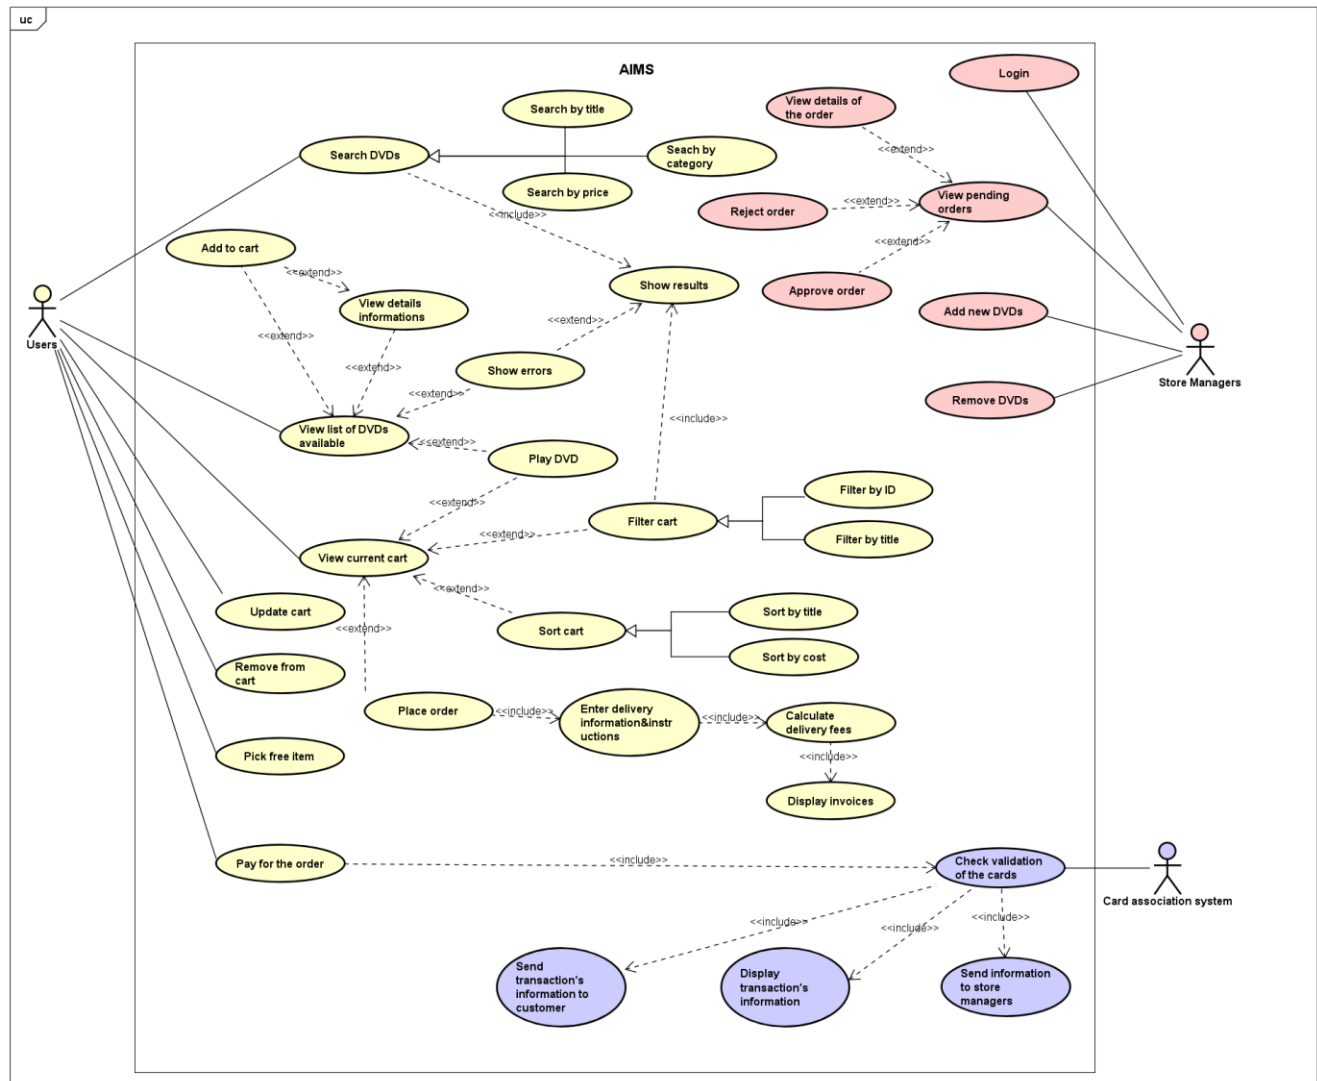 uc
AIMS
Login
Search by title
View details of
the order
<<extend>>
Search DVDs
Seach by
category
Search by price
View pending
orders
Reject order
<<extend>>
<<include>>
Add to cart
<<extend>>
<<extend>>
Show results
Approve order
View details
informations
Add new DVDs
<<extend>>
<<extend>>
Users
<<extend>>
Show errors
Store Managers
<<extend>>
Remove DVDs
<<include>>
View list of DVDs
available
<<extend>>
Play DVD
Filter by ID
<<extend>>
Filter cart
<<extend>>
Filter by title
View current cart
<<extend>>
Update cart
Sort by title
<<extend>>
Sort cart
Sort by cost
Remove from
cart
Place order
<<include>>
Enter delivery
information&instr
uctions
<<include>>
Calculate
delivery fees
Pick free item
<<include>>
Display invoices
Pay for the order
<<include>>
Check validation
of the cards
Card association system
<<include>>
<<include>>
<<include>>
Send
transaction's
information to
customer
Display
transaction's
information
Send information
to store
managers